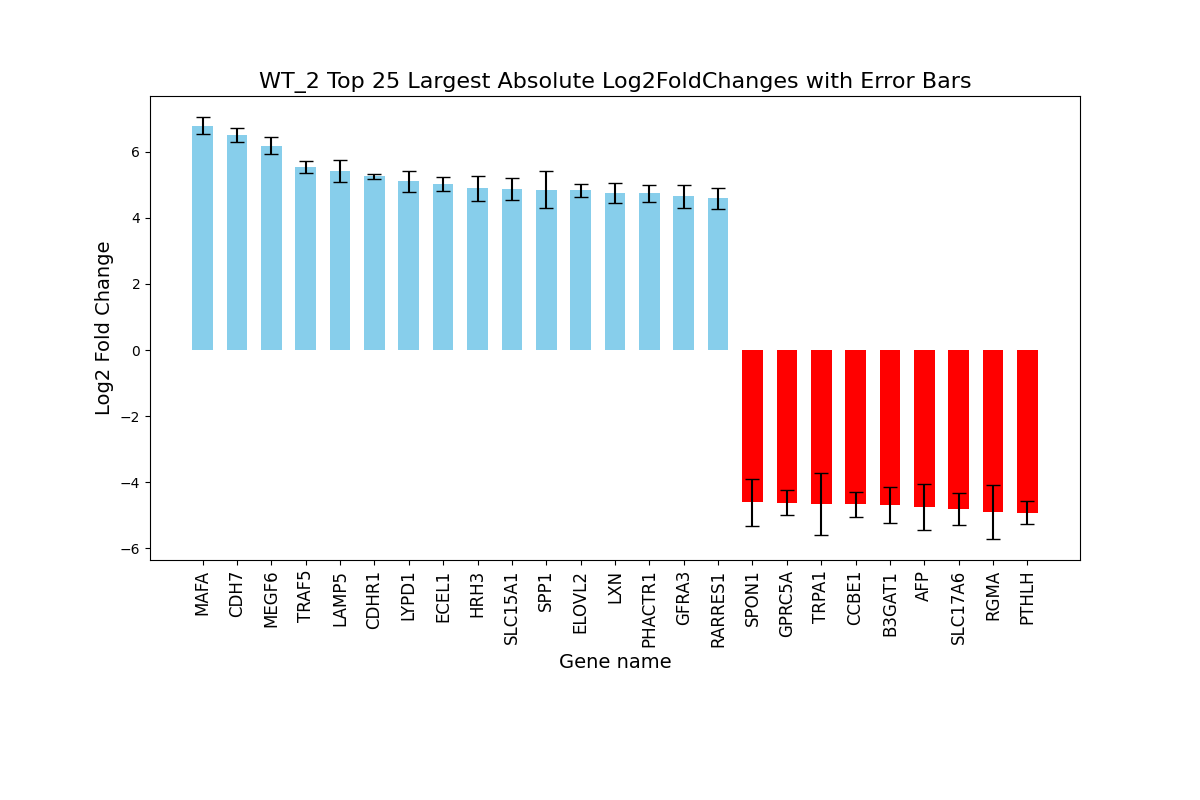 WT_2 Top 25 Largest Absolute Log2FoldChanges with Error Bars
Log2 Fold Change
6
4
2
0
−2
−4
−6
MAFA
CDH7
MEGF6
TRAF5
LAMP5
CDHR1
LYPD1
ECEL1
HRH3
SLC15A1
SPP1
ELOVL2
LXN
PHACTR1
GFRA3
RARRES1
SPON1
GPRC5A
TRPA1
CCBE1
B3GAT1
AFP
SLC17A6
RGMA
PTHLH
Gene name